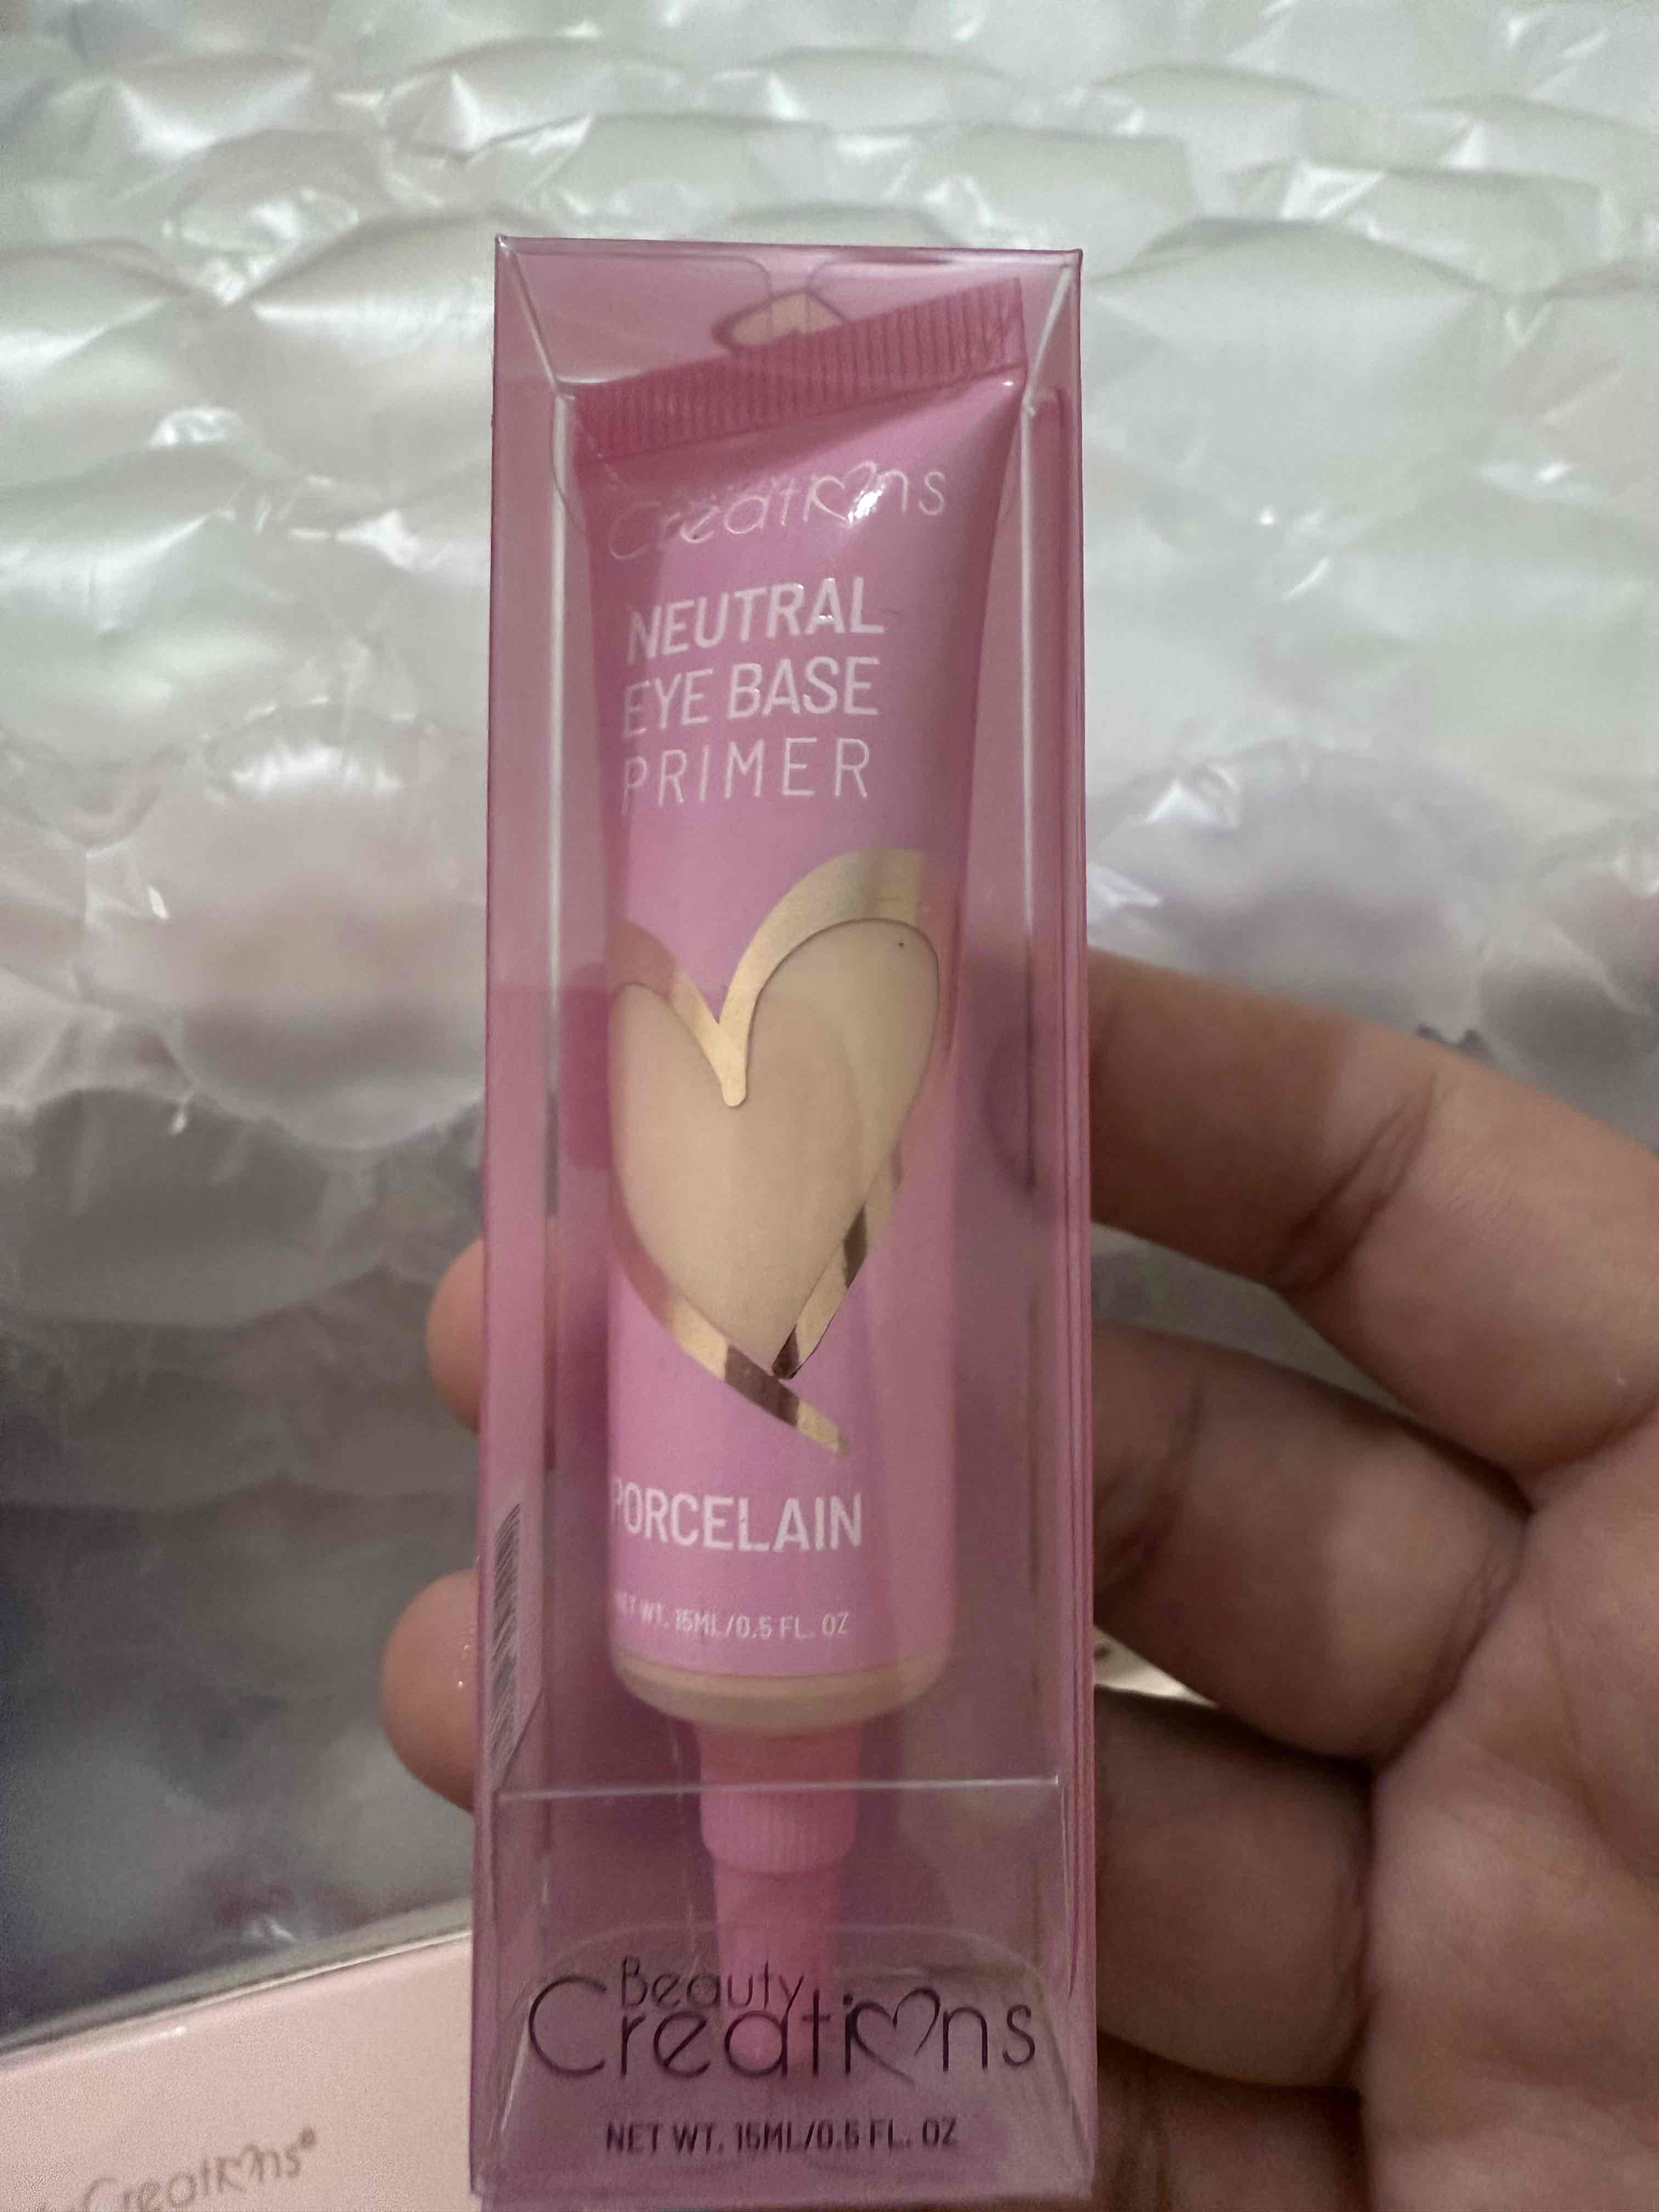 Creations
NEUTRAL
EYE BASE
PRIMER
PORCELAIN
NET WT. 15ML/0.5 FL. OZ
Beauty
Creations
NET WT. 15ML/0.5 FL. OZ
Creations®